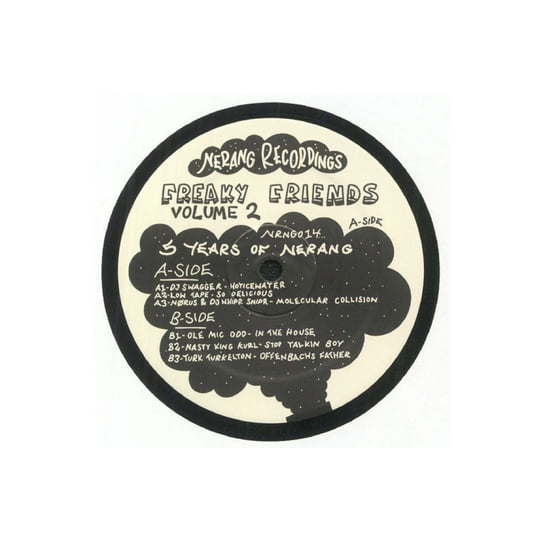 NERANG RECORDINGS
FREAKY FRIENDS
VOLUME 2
A-SIDE
NRNG014...
5 YEARS OF NERANG
A-SIDE
A1-DJ SWAGGER - HOTICEWATER
A2-LOW TAPE - SO DELICIOUS
A3-NØRUS & DJ WHIPR SNIPR - MOLECULAR COLLISION
B-SIDE
B1-OLE MIC ODD - IN THE HOUSE
B2-NASTY KING KURL - STOP TALKIN BOY
B3-TURK TURKELTON - OFFENBACHS FATHER